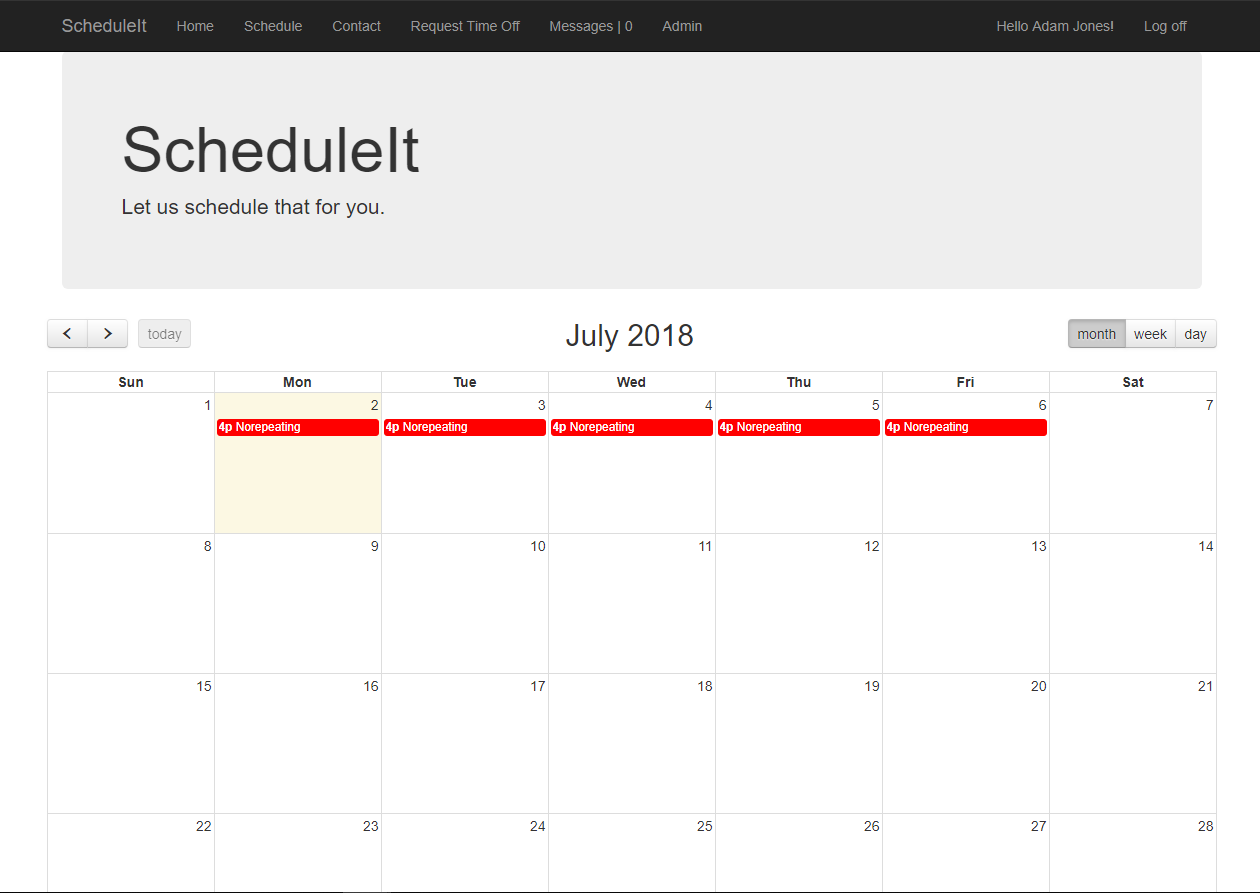 ScheduleIt Home Schedule Contact Request Time Off Messages | 0 Admin Hello Adam Jones! Log off
ScheduleIt
Let us schedule that for you.
today July 2018 month week day
Sun Mon Tue Wed Thu Fri Sat
1 2 3 4 5 6 7
4p Norepeating 4p Norepeating 4p Norepeating 4p Norepeating 4p Norepeating
8 9 10 11 12 13 14
15 16 17 18 19 20 21
22 23 24 25 26 27 28